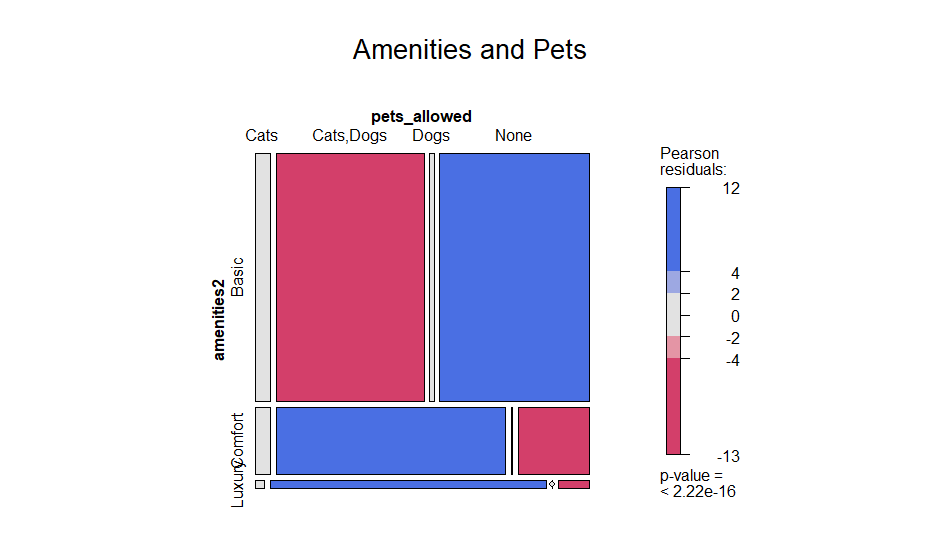 Amenities and Pets
pets_allowed
Cats Cats,Dogs Dogs None
amenities2
Basic
Comfort
Luxury
Pearson
residuals:
12
4
2
0
-2
-4
-13
p-value =
< 2.22e-16